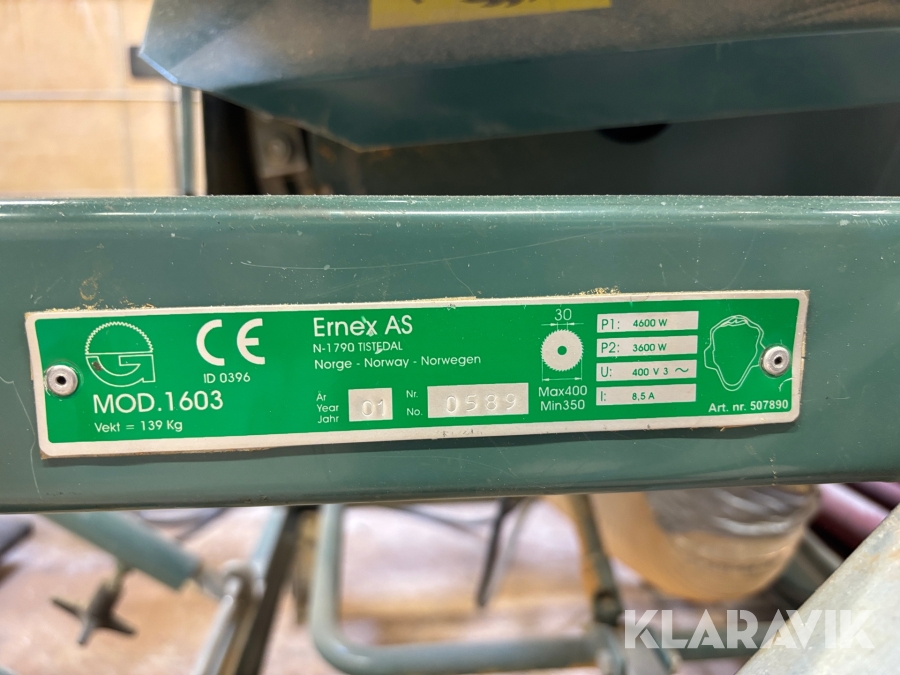 CE
ID 0396
MOD.1603
Vekt = 139 Kg
Ernex AS
N-1790 TISTEDAL
Norge - Norway - Norwegen
År
Year
Jahr
01
Nr.
No.
0589
30
Max400
Min350
P1: 4600 W
P2: 3600 W
U: 400 V 3 ~
I: 8,5 A
Art. nr. 507890
KLARAVIK